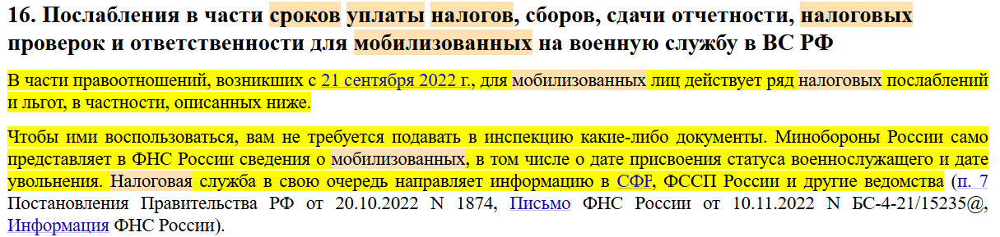 16. Послабления в части сроков уплаты налогов, сборов, сдачи отчетности, налоговых
проверок и ответственности для мобилизованных на военную службу в ВС РФ
В части правоотношений, возникших с 21 сентября 2022 г., для мобилизованных лиц действует ряд налоговых послаблений
и льгот, в частности, описанных ниже.
Чтобы ими воспользоваться, вам не требуется подавать в инспекцию какие-либо документы. Минобороны России само
представляет в ФНС России сведения о мобилизованных, в том числе о дате присвоения статуса военнослужащего и дате
увольнения. Налоговая служба в свою очередь направляет информацию в СФР, ФССП России и другие ведомства (п. 7
Постановления Правительства РФ от 20.10.2022 N 1874, Письмо ФНС России от 10.11.2022 N БС-4-21/15235@,
Информация ФНС России).